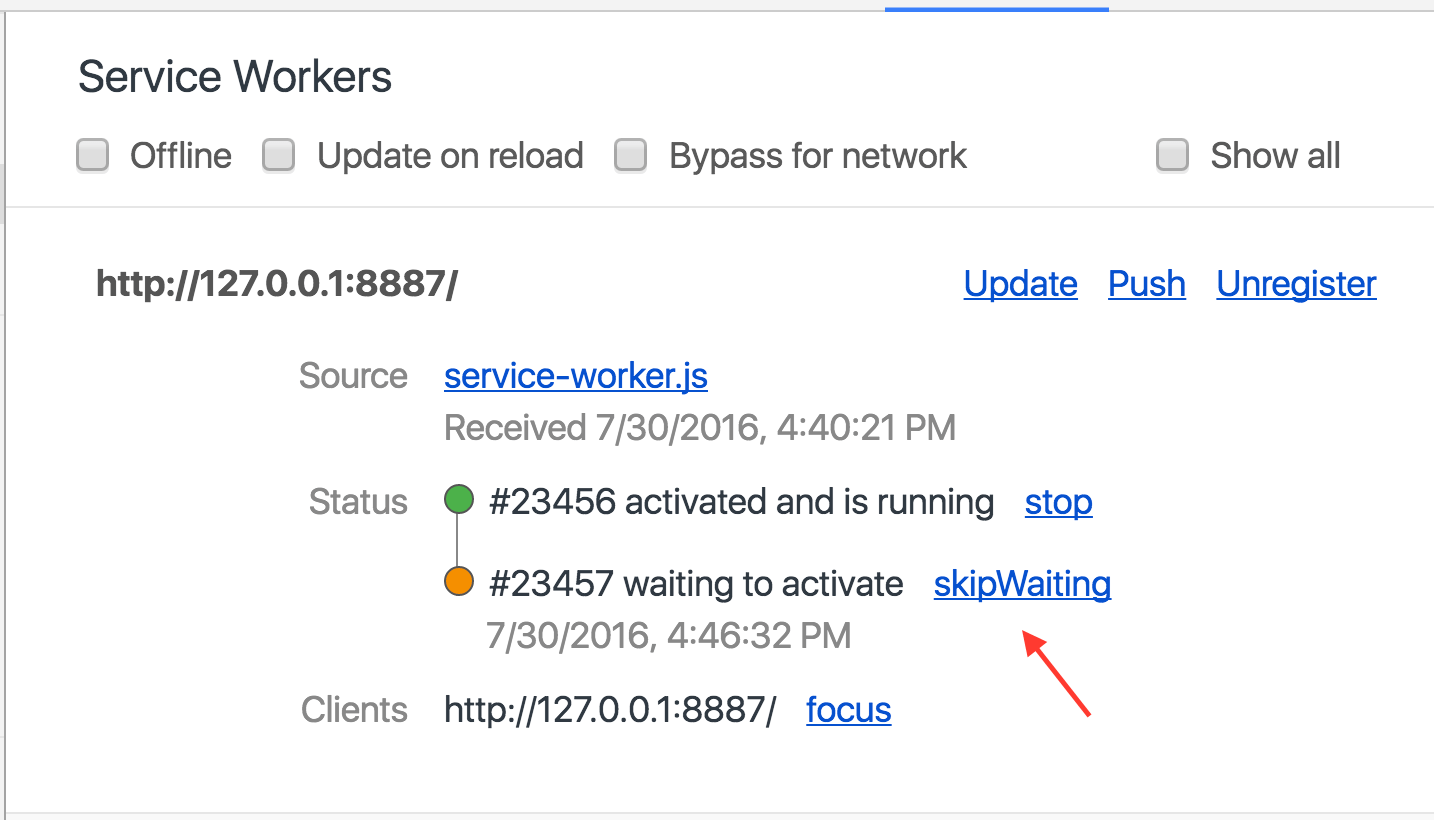 Service Workers
Offline Update on reload Bypass for network Show all
http://127.0.0.1:8887/ Update Push Unregister
Source service-worker.js
Received 7/30/2016, 4:40:21 PM
Status #23456 activated and is running stop
#23457 waiting to activate skipWaiting
7/30/2016, 4:46:32 PM
Clients http://127.0.0.1:8887/ focus